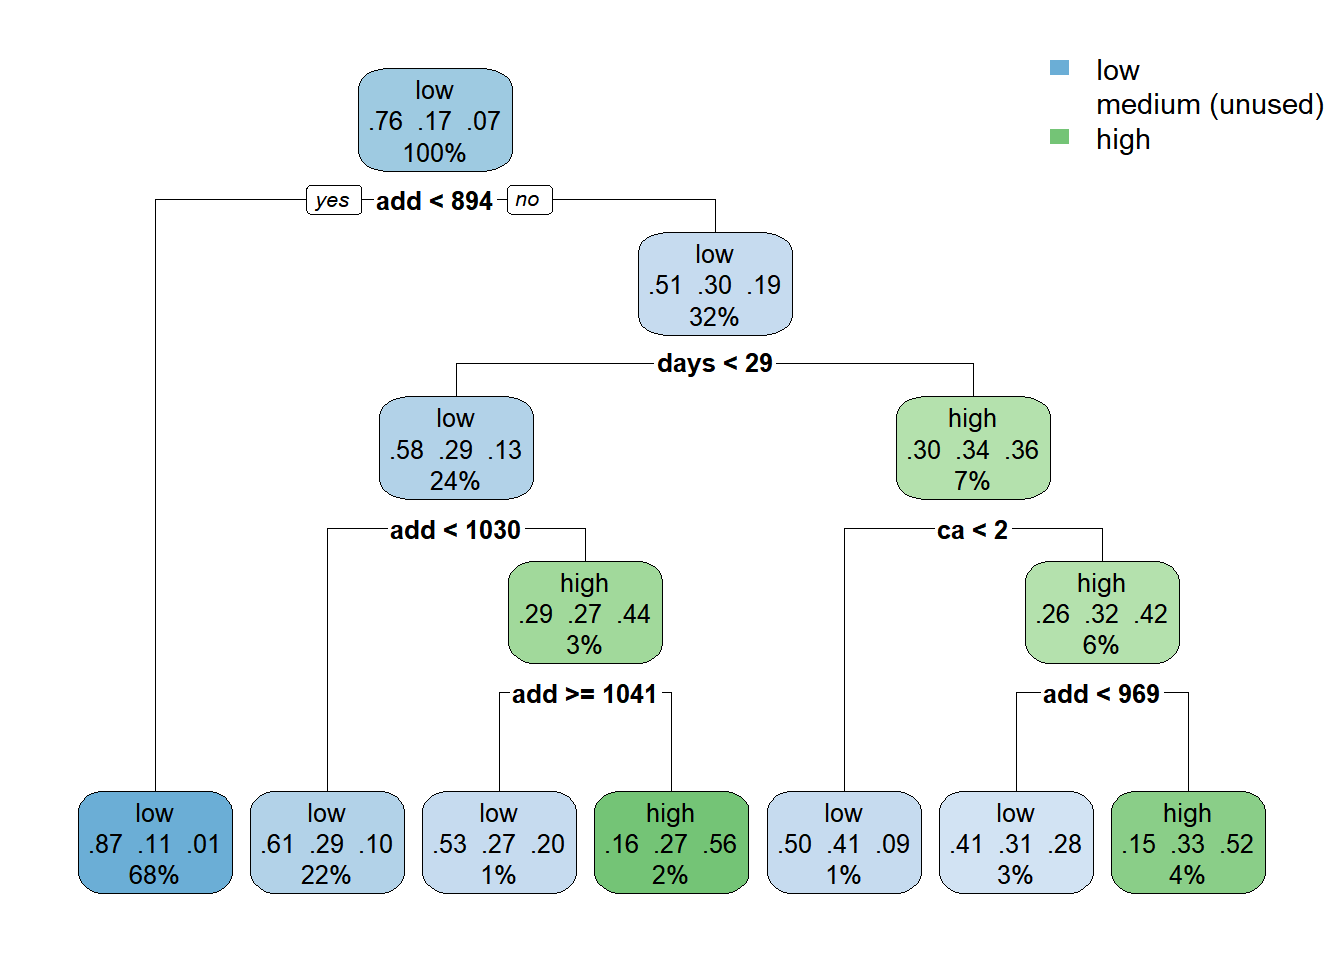 low
medium (unused)
high
low
.76 .17 .07
100%
yes add < 894 no
low
.51 .30 .19
32%
days < 29
low
.58 .29 .13
24%
high
.30 .34 .36
7%
add < 1030
ca < 2
high
.29 .27 .44
3%
high
.26 .32 .42
6%
add >= 1041
add < 969
low
.87 .11 .01
68%
low
.61 .29 .10
22%
low
.53 .27 .20
1%
high
.16 .27 .56
2%
low
.50 .41 .09
1%
low
.41 .31 .28
3%
high
.15 .33 .52
4%